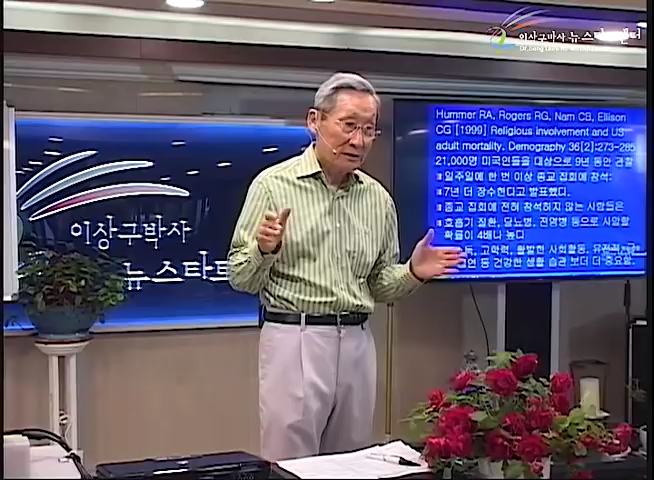 이상구박사 뉴스타트센터
이상구박사
뉴스타트
Hummer RA, Rogers RG, Nam CB, Ellison
CG [1999] Religious involvement and US
adult mortality. Demography 36[2]:273-285
21,000명 미국인들을 대상으로 9년 동안 관찰
일주일에 한 번 이상 종교 집회에 참석:
7년 더 장수한다고 발표했다.
종교 집회에 전혀 참석하지 않는 사람들은
호흡기 질환, 당뇨병, 전염병 등으로 사망할
확률이 4배나 높다
고학력, 활발한 사회활동,
등 건강한 생활 습관 보다 더 중요